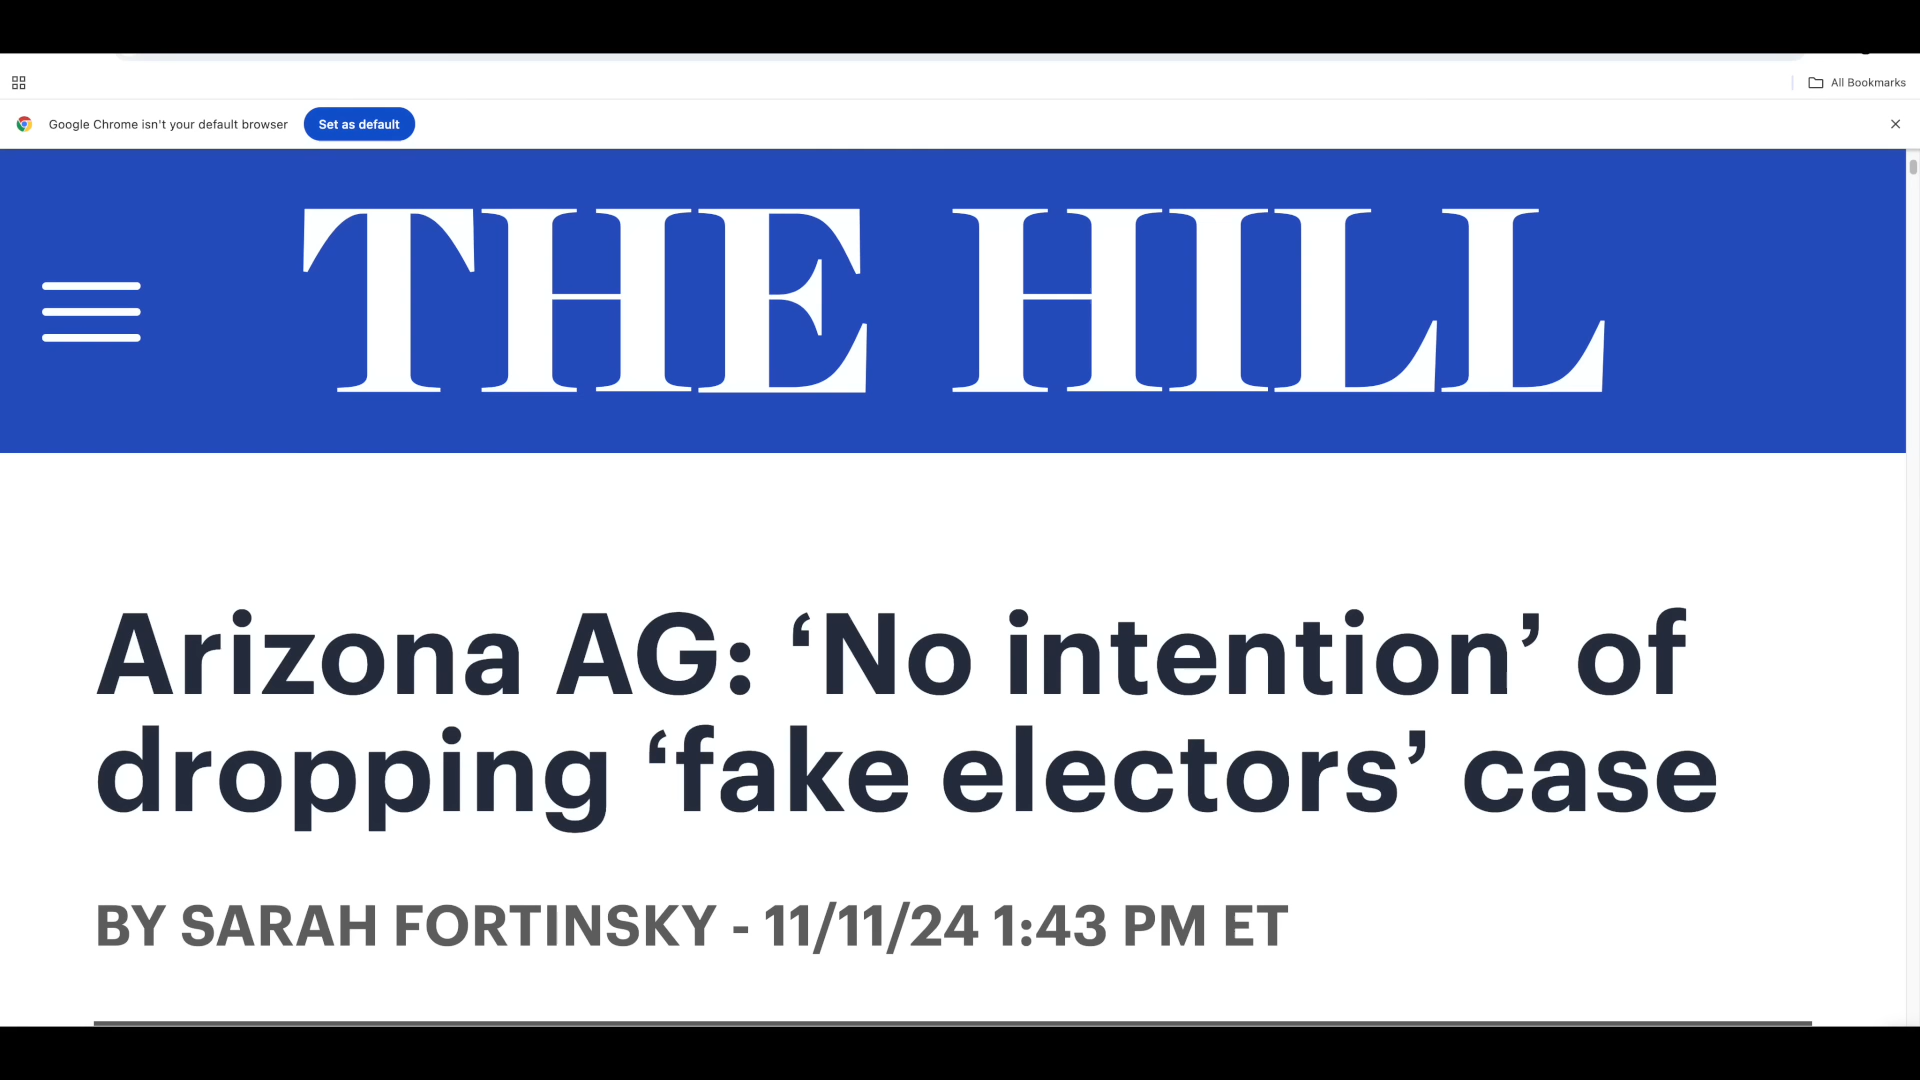 All Bookmarks
Google Chrome isn't your default browser
Set as default
THE HILL
Arizona AG: ‘No intention’ of
dropping ‘fake electors’ case
BY SARAH FORTINSKY - 11/11/24 1:43 PM ET